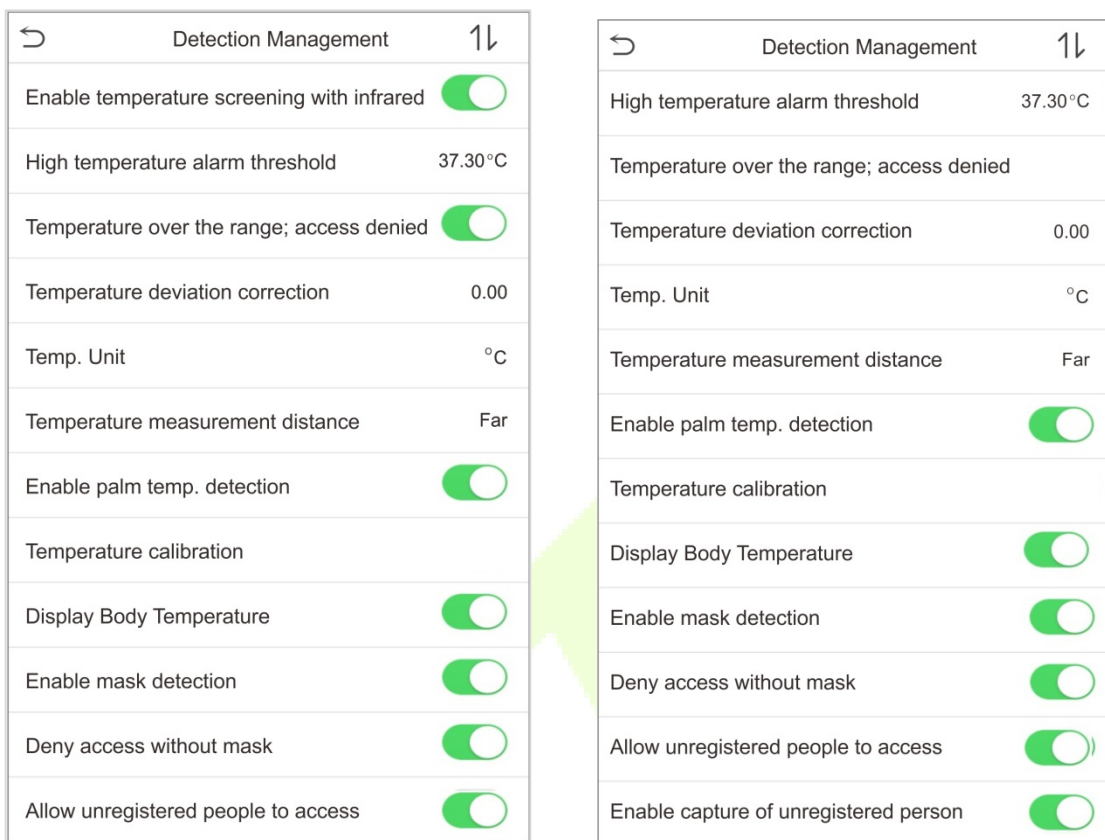 Detection Management
Enable temperature screening with infrared
High temperature alarm threshold 37.30°C
Temperature over the range; access denied
Temperature deviation correction 0.00
Temp. Unit °C
Temperature measurement distance Far
Enable palm temp. detection
Temperature calibration
Display Body Temperature
Enable mask detection
Deny access without mask
Allow unregistered people to access
Detection Management
High temperature alarm threshold 37.30°C
Temperature over the range; access denied
Temperature deviation correction 0.00
Temp. Unit °C
Temperature measurement distance Far
Enable palm temp. detection
Temperature calibration
Display Body Temperature
Enable mask detection
Deny access without mask
Allow unregistered people to access
Enable capture of unregistered person